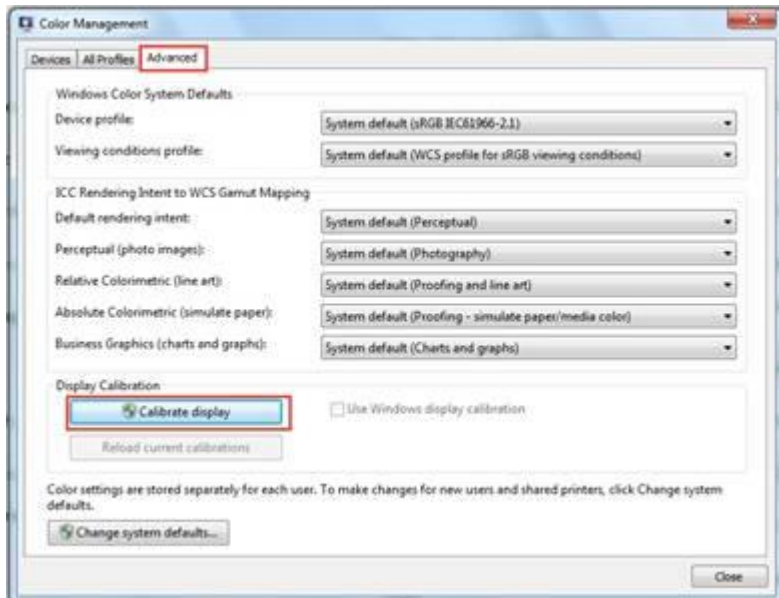 Color Management
Devices All Profiles Advanced
Windows Color System Defaults
Device profile: System default (sRGB IEC61966-2.1)
Viewing conditions profile: System default (WCS profile for sRGB viewing conditions)
ICC Rendering Intent to WCS Gamut Mapping
Default rendering intent: System default (Perceptual)
Perceptual (photo images): System default (Photography)
Relative Colorimetric (line art): System default (Proofing and line art)
Absolute Colorimetric (simulate paper): System default (Proofing - simulate paper/media color)
Business Graphics (charts and graphs): System default (Charts and graphs)
Display Calibration
Calibrate display Use Windows display calibration
Reload current calibrations
Color settings are stored separately for each user. To make changes for new users and shared printers, click Change system
defaults.
Change system defaults...
Close